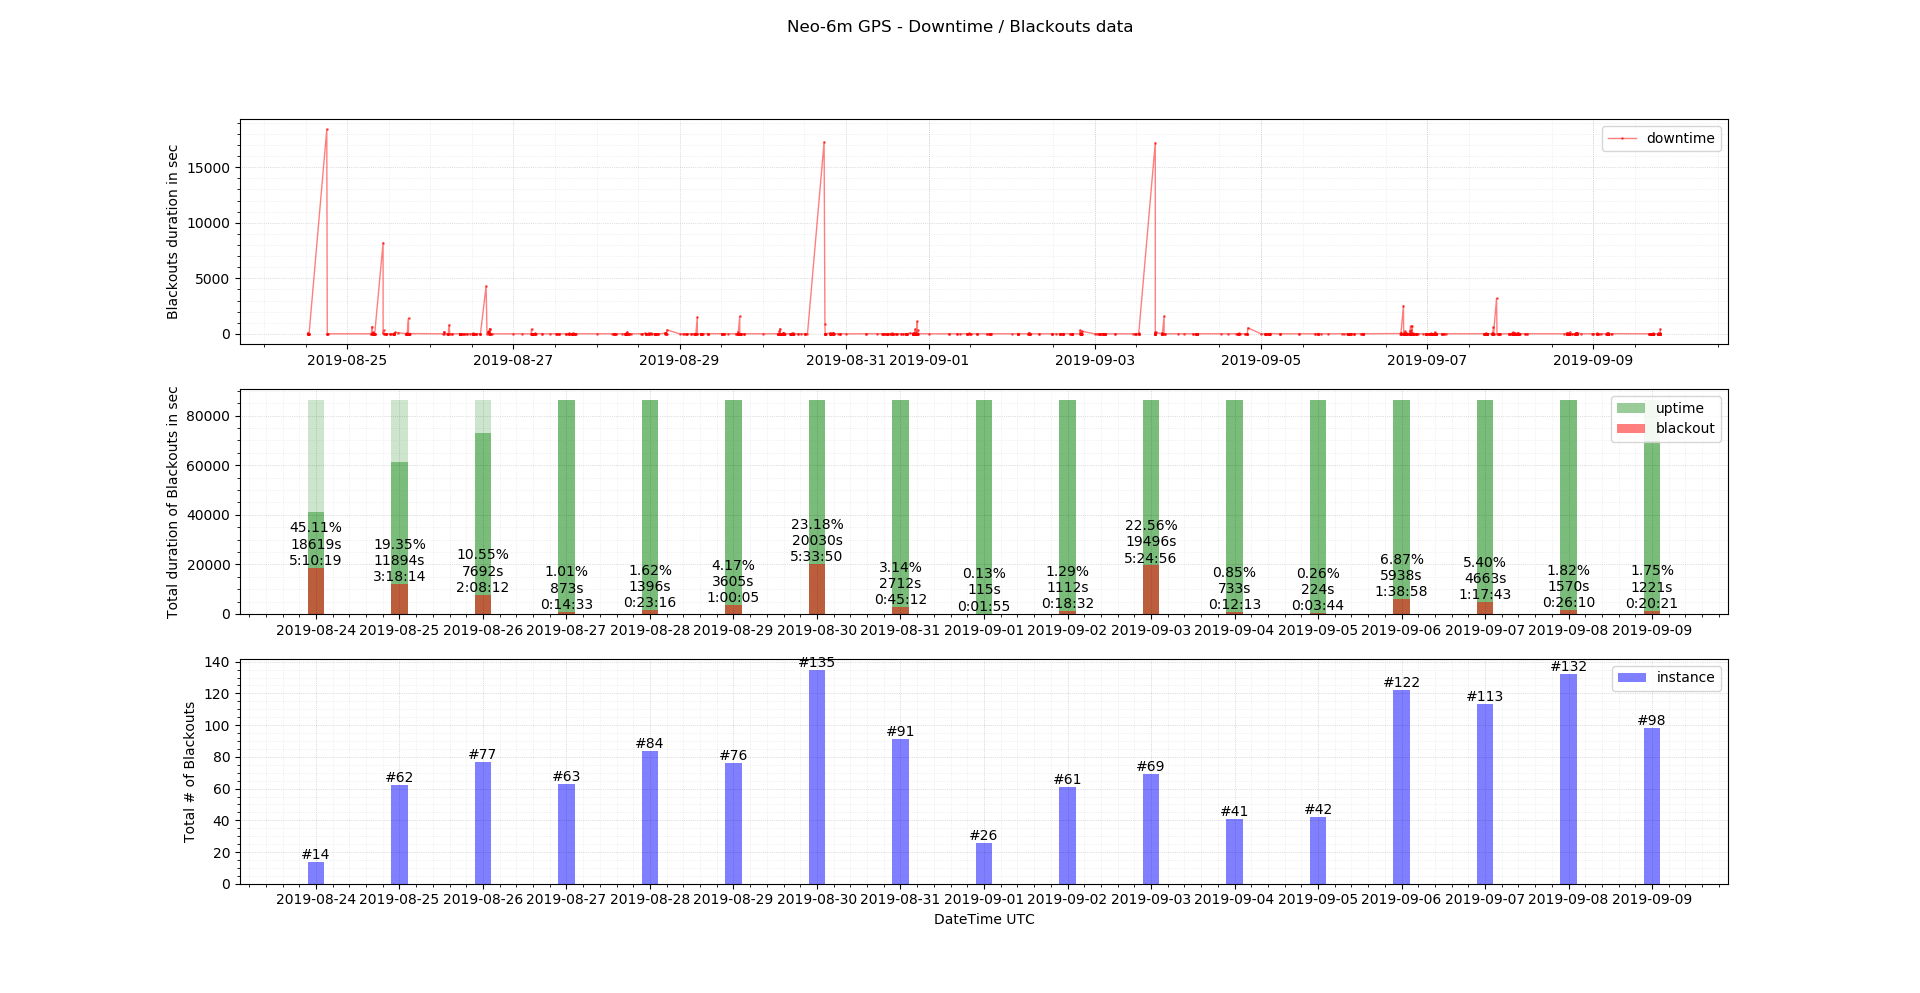 Neo-6m GPS - Downtime / Blackouts data
Blackouts duration in sec
15000
10000
5000
0
downtime
2019-08-25 2019-08-27 2019-08-29 2019-08-31 2019-09-01 2019-09-03 2019-09-05 2019-09-07 2019-09-09
Total duration of Blackouts in sec
80000
60000
40000
20000
0
uptime
blackout
45.11%
18619s
5:10:19
19.35%
11894s
3:18:14
10.55%
7692s
2:08:12
1.01%
873s
0:14:33
1.62%
1396s
0:23:16
4.17%
3605s
1:00:05
23.18%
20030s
5:33:50
3.14%
2712s
0:45:12
0.13%
115s
0:01:55
1.29%
1112s
0:18:32
22.56%
19496s
5:24:56
0.85%
733s
0:12:13
0.26%
224s
0:03:44
6.87%
5938s
1:38:58
5.40%
4663s
1:17:43
1.82%
1570s
0:26:10
1.75%
1221s
0:20:21
2019-08-24 2019-08-25 2019-08-26 2019-08-27 2019-08-28 2019-08-29 2019-08-30 2019-08-31 2019-09-01 2019-09-02 2019-09-03 2019-09-04 2019-09-05 2019-09-06 2019-09-07 2019-09-08 2019-09-09
Total # of Blackouts
140
120
100
80
60
40
20
0
instance
#14
#62
#77
#63
#84
#76
#135
#91
#26
#61
#69
#41
#42
#122
#113
#132
#98
2019-08-24 2019-08-25 2019-08-26 2019-08-27 2019-08-28 2019-08-29 2019-08-30 2019-08-31 2019-09-01 2019-09-02 2019-09-03 2019-09-04 2019-09-05 2019-09-06 2019-09-07 2019-09-08 2019-09-09
DateTime UTC